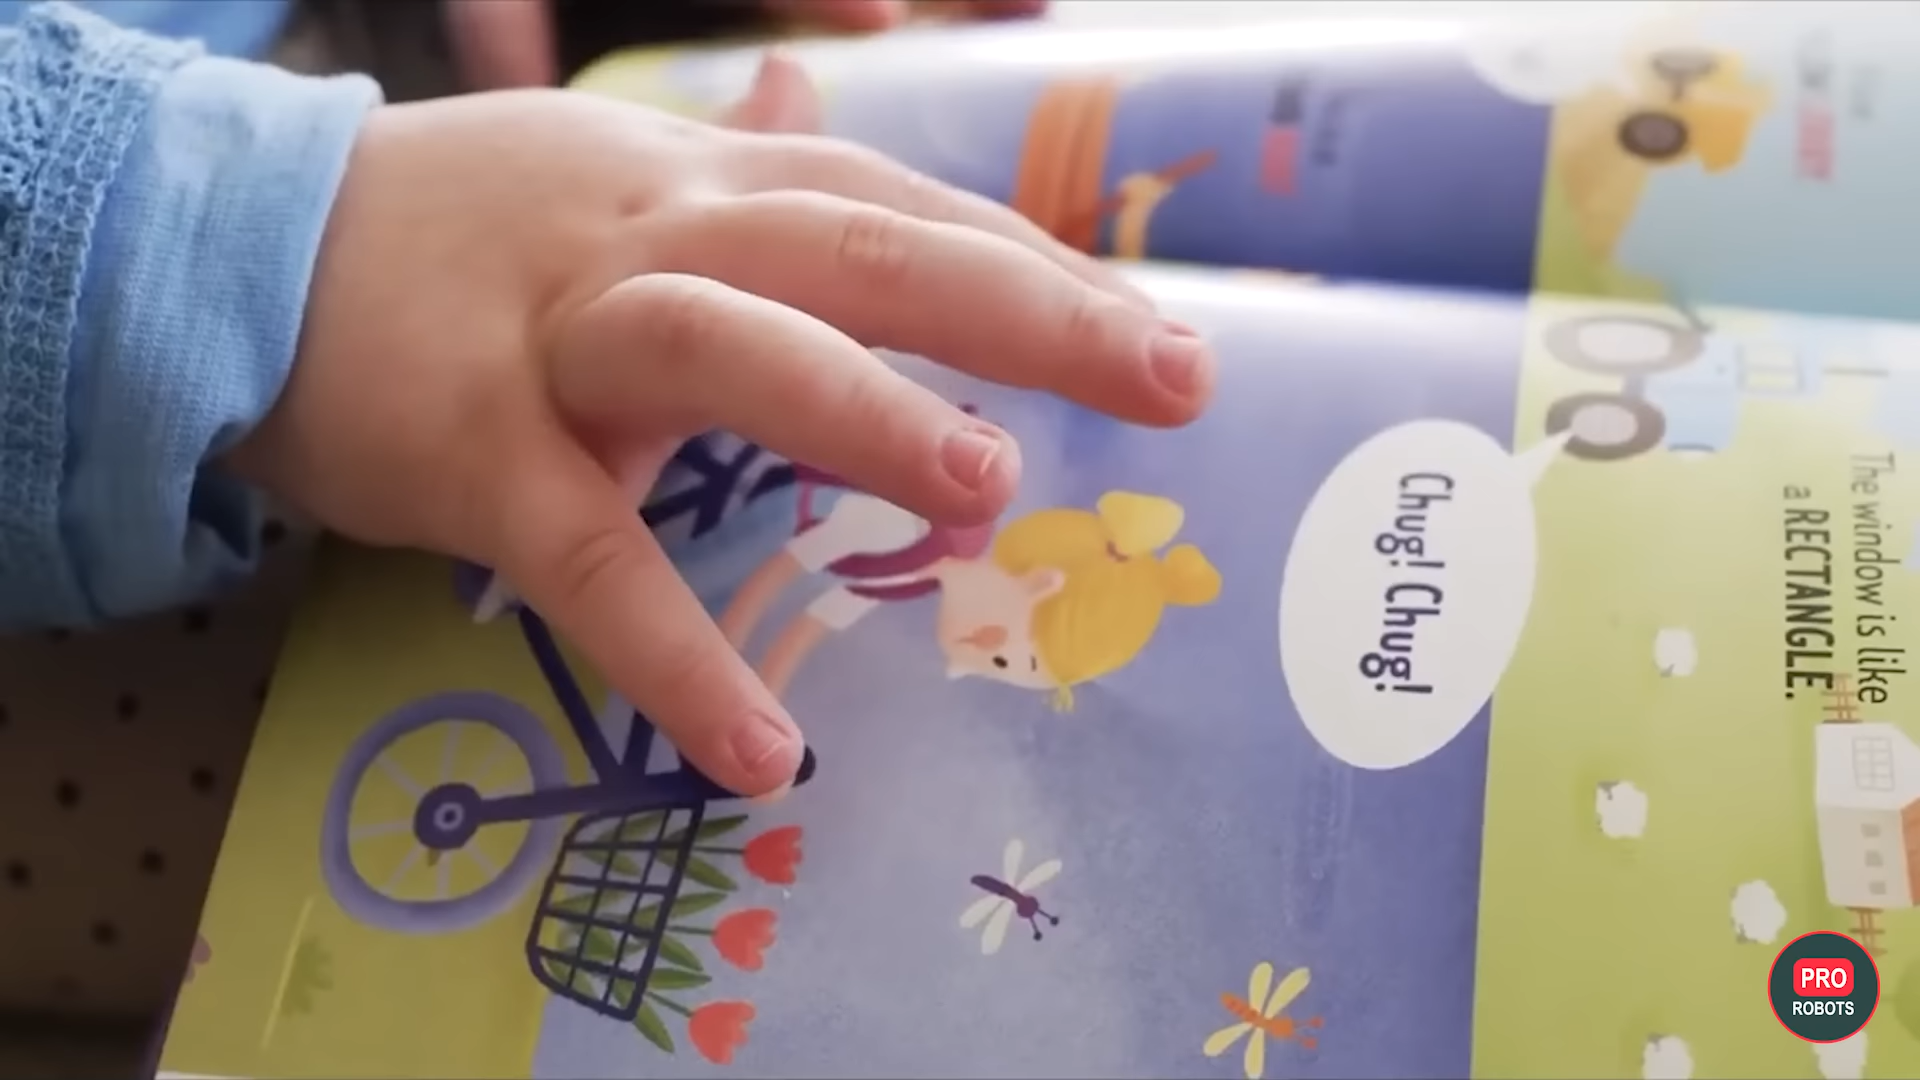 Chug! Chug!
The window is like
a RECTANGLE.
PRO
ROBOTS